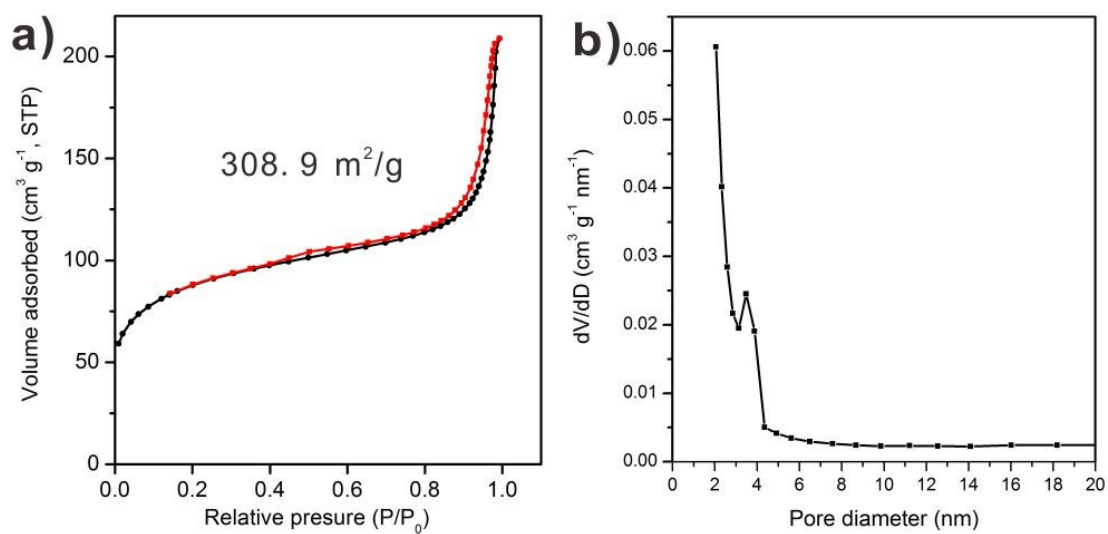 a)
200
150
100
50
0
308. 9 m²/g
Volume adsorbed (cm³ g⁻¹, STP)
0.0 0.2 0.4 0.6 0.8 1.0
Relative presure (P/P₀)
b)
0.06
0.05
0.04
0.03
0.02
0.01
0.00
dV/dD (cm³ g⁻¹ nm⁻¹)
0 2 4 6 8 10 12 14 16 18 20
Pore diameter (nm)